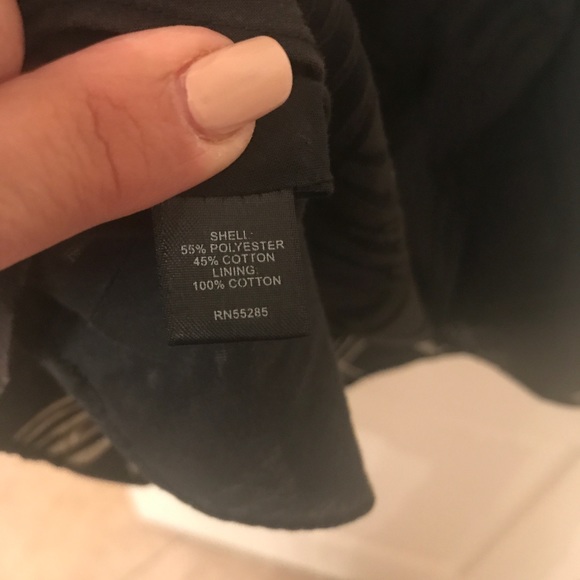 SHELL:
55% POLYESTER
45% COTTON
LINING:
100% COTTON
RN55285